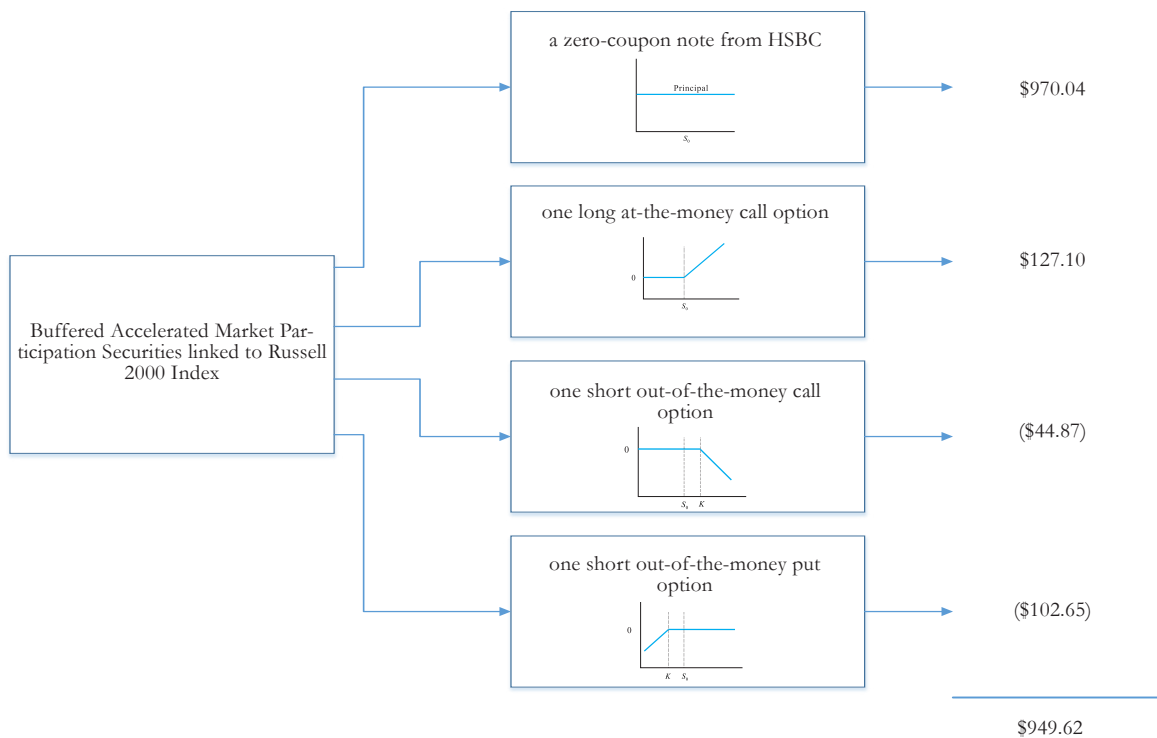 a zero-coupon note from HSBC
Principal
S₀
$970.04
one long at-the-money call option
0
S₀
$127.10
Buffered Accelerated Market Par-
ticipation Securities linked to Russell
2000 Index
one short out-of-the-money call
option
0
S₀ K
($44.87)
one short out-of-the-money put
option
0
K S₀
($102.65)
$949.62